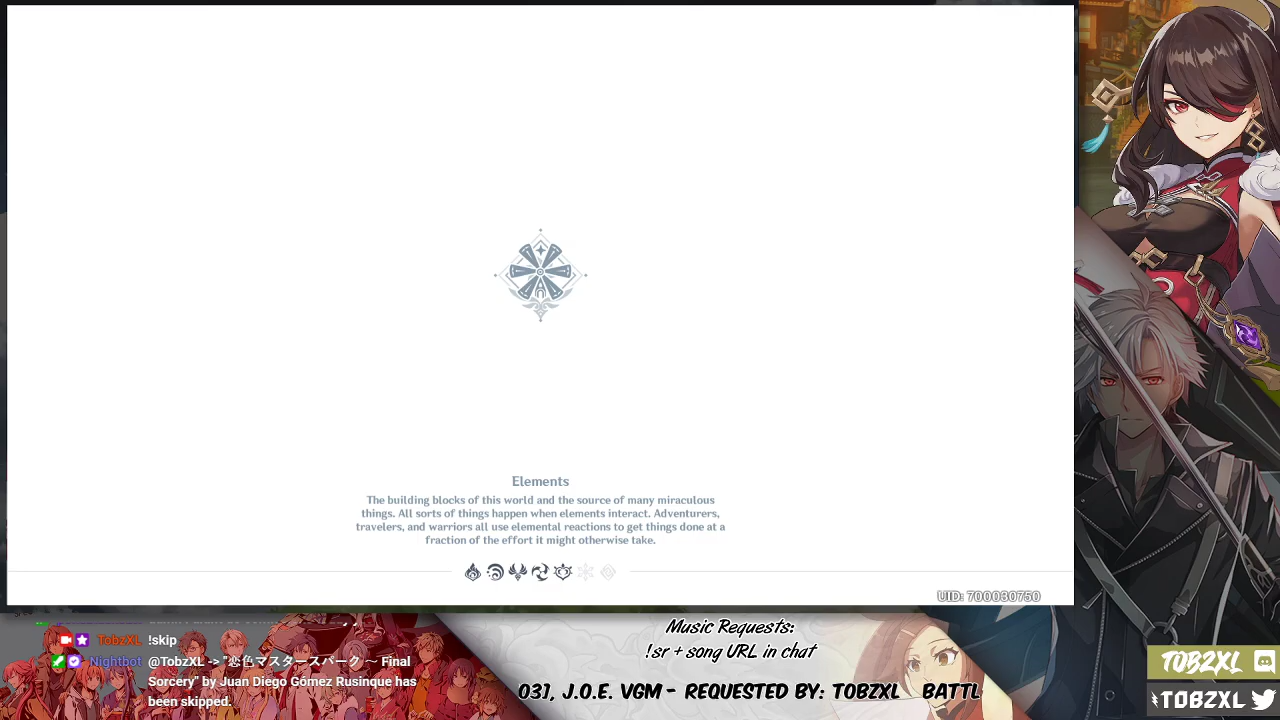 Elements
The building blocks of this world and the source of many miraculous
things. All sorts of things happen when elements interact. Adventurers,
travelers, and warriors all use elemental reactions to get things done at a
fraction of the effort it might otherwise take.
UID: 700030750
TobzXL !skip
Nightbot @TobzXL -> "恋色マスタースパーク ～ Final
Sorcery" by Juan Diego Gómez Rusinque has
been skipped.
Music Requests:
!sr + song URL in chat
031, J.O.E. VGM - REQUESTED BY: TOBZXL BATTL
TOBZXL
TOBZXL